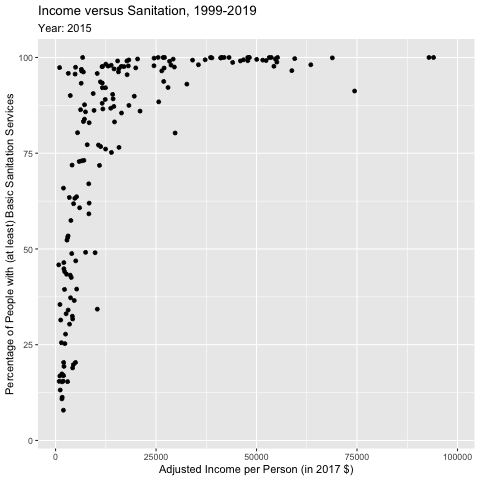 Income versus Sanitation, 1999-2019
Year: 2015
Percentage of People with (at least) Basic Sanitation Services
100
75
50
25
0
0
25000
50000
75000
100000
Adjusted Income per Person (in 2017 $)